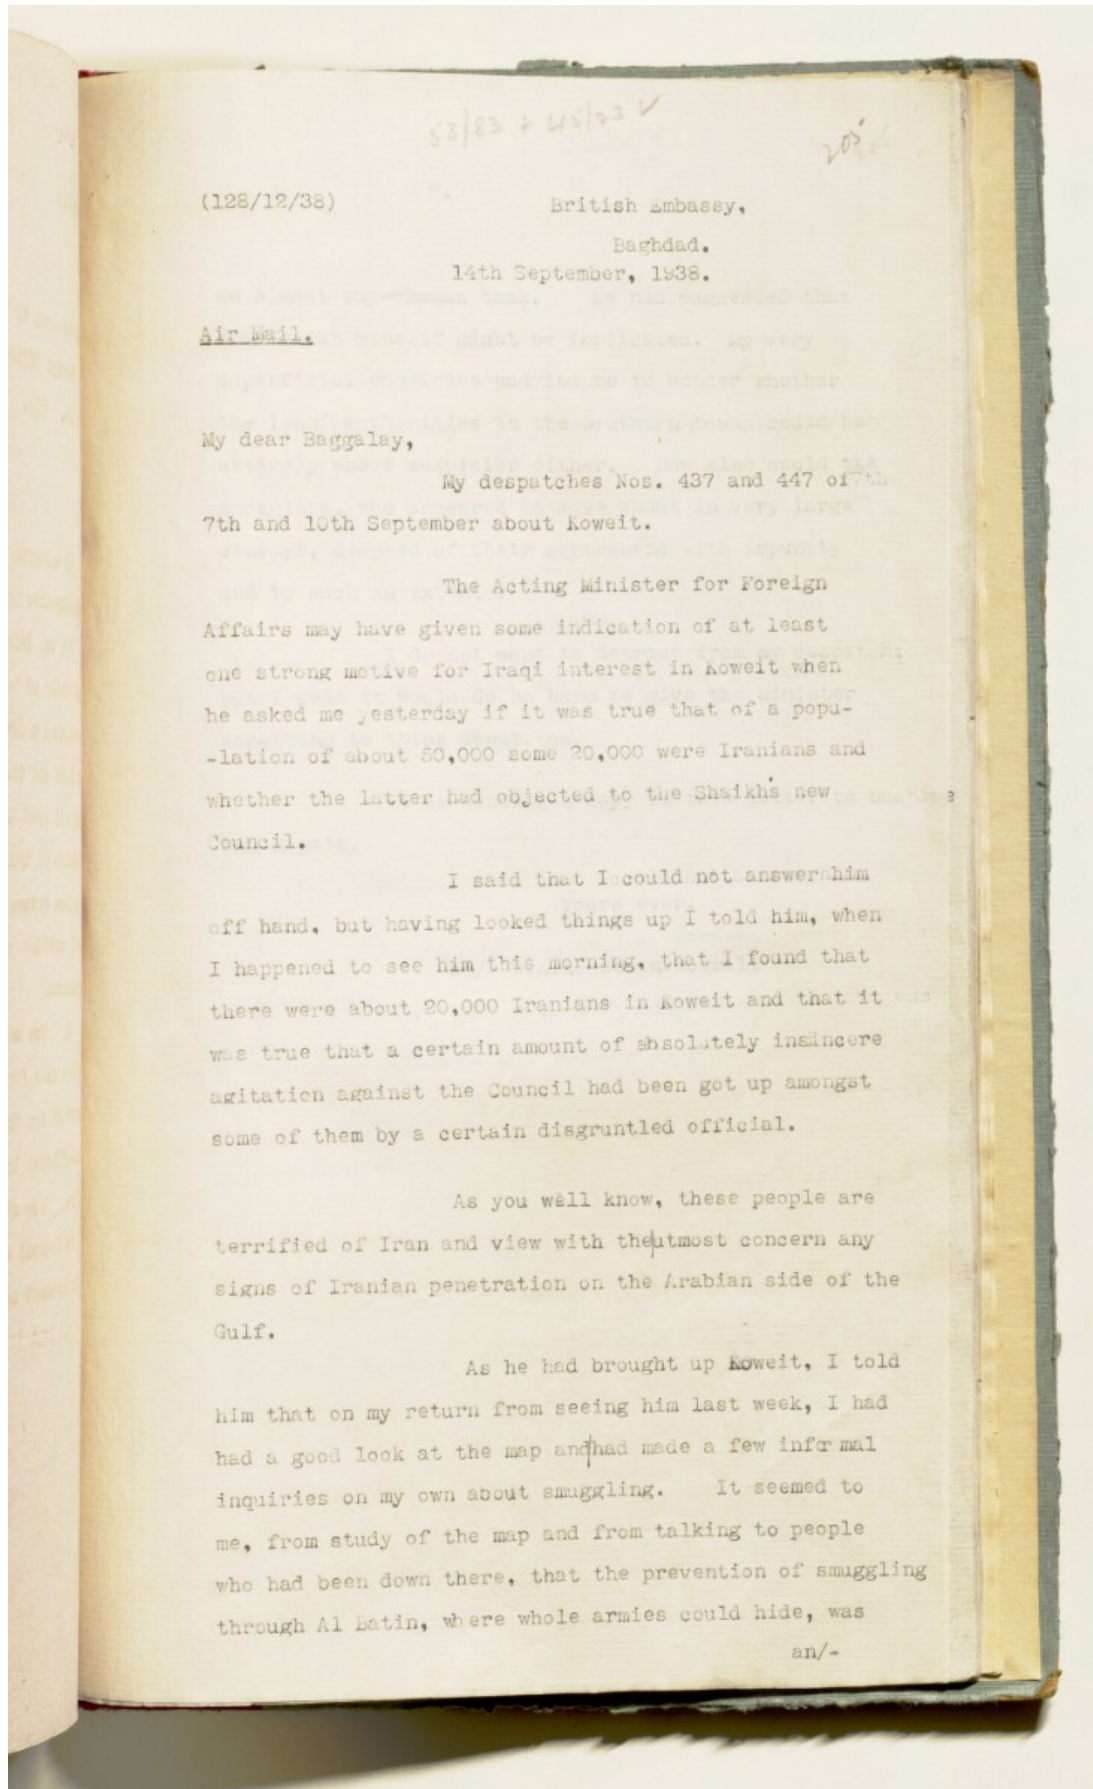 53/83 + 45/23 ✓
205
(128/12/38)
British Embassy,
Baghdad.
14th September, 1938.
Air Mail.
My dear Baggalay,
My despatches Nos. 437 and 447 of
7th and 10th September about Koweit.
The Acting Minister for Foreign
Affairs may have given some indication of at least
one strong motive for Iraqi interest in Koweit when
he asked me yesterday if it was true that of a popu-
-lation of about 50,000 some 20,000 were Iranians and
whether the latter had objected to the Shaikh's new
Council.
I said that I could not answer him
off hand, but having looked things up I told him, when
I happened to see him this morning, that I found that
there were about 20,000 Iranians in Koweit and that it
was true that a certain amount of absolutely insincere
agitation against the Council had been got up amongst
some of them by a certain disgruntled official.
As you well know, these people are
terrified of Iran and view with the utmost concern any
signs of Iranian penetration on the Arabian side of the
Gulf.
As he had brought up Koweit, I told
him that on my return from seeing him last week, I had
had a good look at the map and had made a few informal
inquiries on my own about smuggling. It seemed to
me, from study of the map and from talking to people
who had been down there, that the prevention of smuggling
through Al Batin, where whole armies could hide, was
an/-